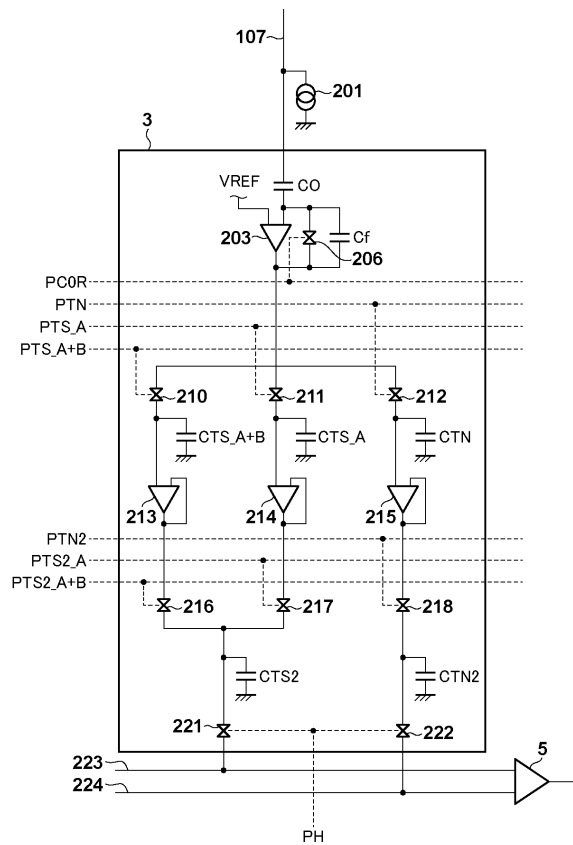 107
201
3
CO
VREF
203
Cf
206
PC0R
PTN
PTS_A
PTS_A+B
210
211
212
CTS_A+B
CTS_A
CTN
213
214
215
PTN2
PTS2_A
PTS2_A+B
216
217
218
CTS2
CTN2
221
222
223
5
224
PH